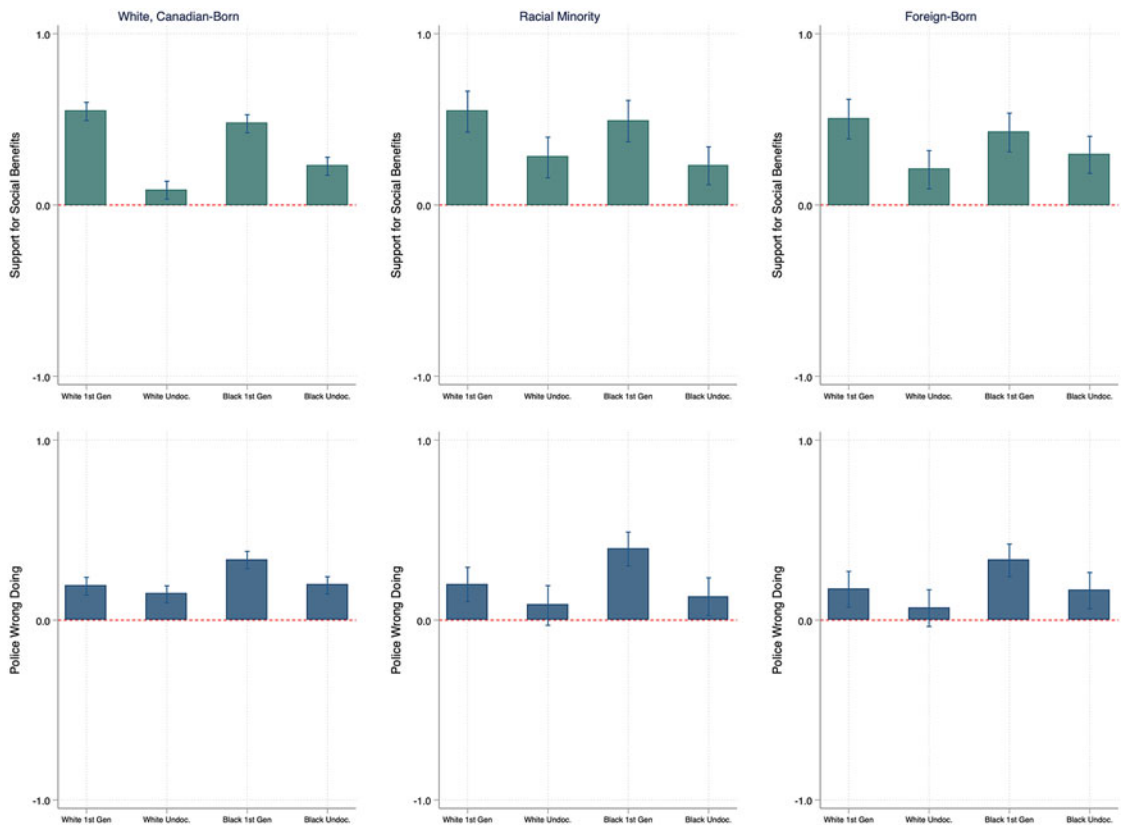 White, Canadian-Born
Racial Minority
Foreign-Born
1.0
0.0
-1.0
Support for Social Benefits
White 1st Gen
White Undoc.
Black 1st Gen
Black Undoc.
1.0
0.0
-1.0
Support for Social Benefits
White 1st Gen
White Undoc.
Black 1st Gen
Black Undoc.
1.0
0.0
-1.0
Support for Social Benefits
White 1st Gen
White Undoc.
Black 1st Gen
Black Undoc.
1.0
0.0
-1.0
Police Wrong Doing
White 1st Gen
White Undoc.
Black 1st Gen
Black Undoc.
1.0
0.0
-1.0
Police Wrong Doing
White 1st Gen
White Undoc.
Black 1st Gen
Black Undoc.
1.0
0.0
-1.0
Police Wrong Doing
White 1st Gen
White Undoc.
Black 1st Gen
Black Undoc.